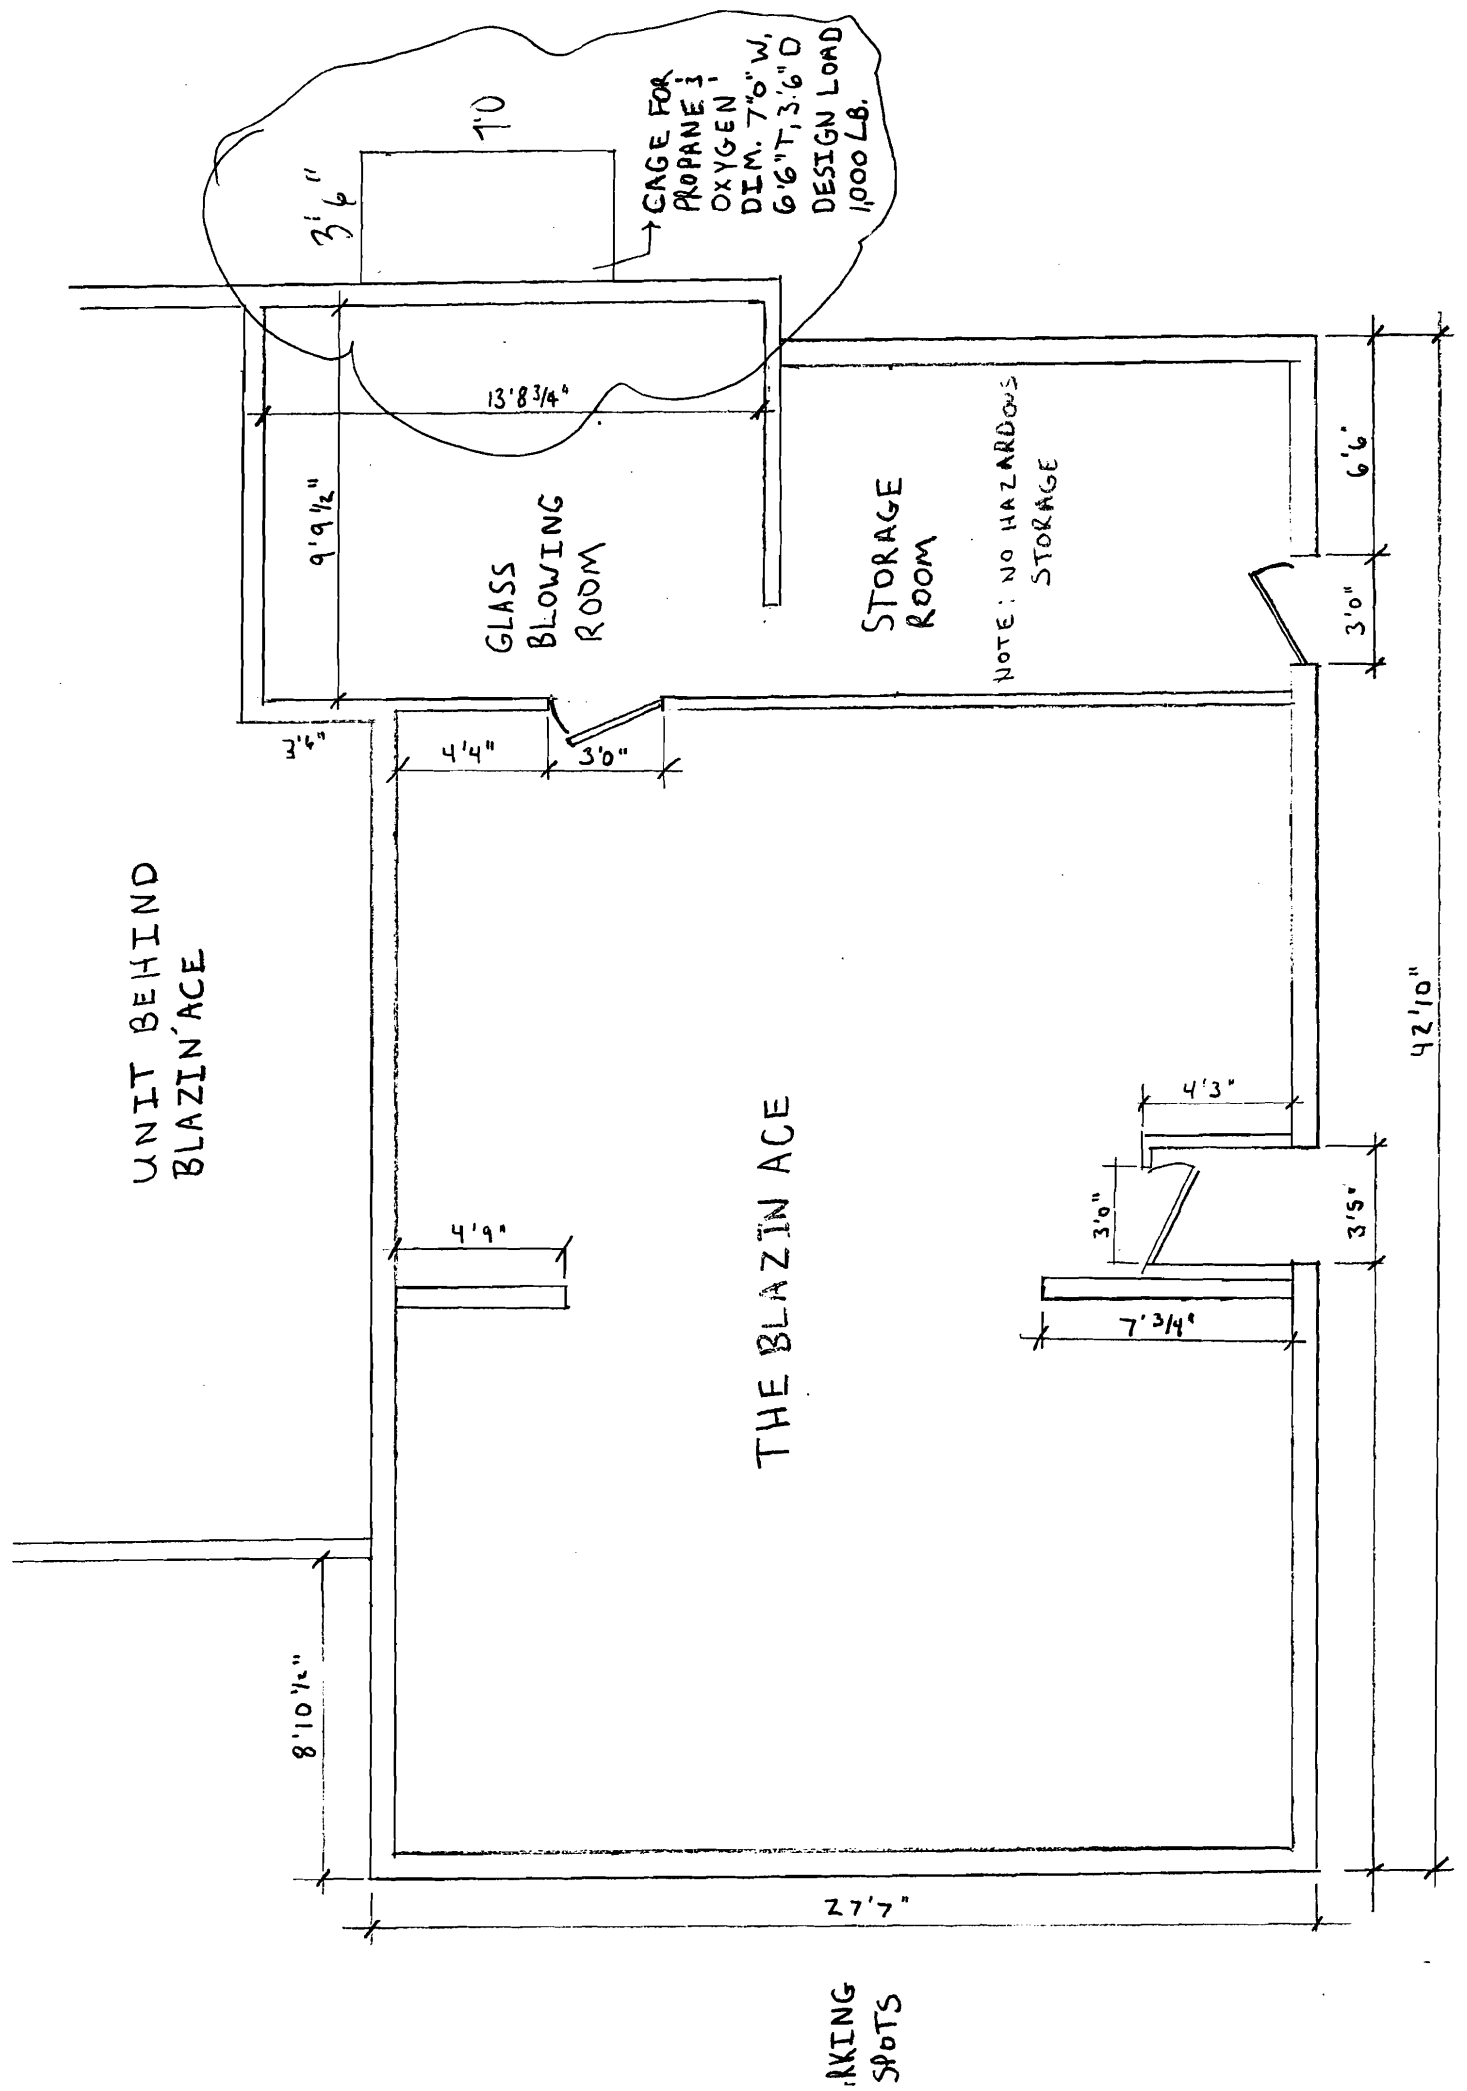 UNIT BEHIND
BLAZIN'ACE
8'10 1/2"
3'6"
9'9 1/2"
3'6"
7'0
CAGE FOR
PROPANE &
OXYGEN
DIM. 7'0" W,
6'6"T, 3'6"D
DESIGN LOAD
1,000 LB.
13'8 3/4"
GLASS
BLOWING
ROOM
4'4"
3'0"
STORAGE
ROOM
NOTE: NO HAZARDOUS
STORAGE
4'9"
THE BLAZIN ACE
4'3"
3'0"
7'3/4"
27'7"
3'5"
3'0"
6'6"
42'10"
RKING
SPOTS